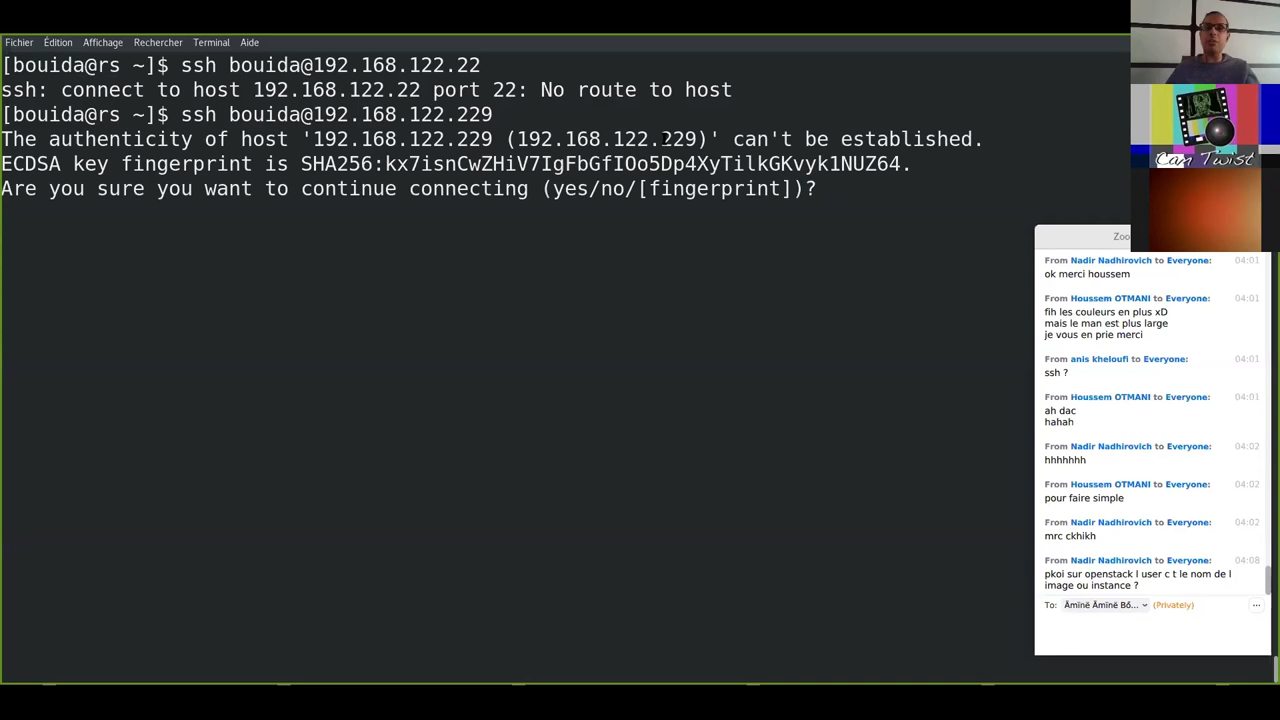 Fichier Édition Affichage Rechercher Terminal Aide
[bouida@rs ~]$ ssh bouida@192.168.122.22
ssh: connect to host 192.168.122.22 port 22: No route to host
[bouida@rs ~]$ ssh bouida@192.168.122.229
The authenticity of host '192.168.122.229 (192.168.122.229)' can't be established.
ECDSA key fingerprint is SHA256:kx7isnCwZHiV7IgFbGfIOo5Dp4XyTilkGKvyk1NUZ64.
Are you sure you want to continue connecting (yes/no/[fingerprint])?
Can Twist
Zoo
From Nadir Nadhirovich to Everyone: 04:01
ok merci houssem
From Houssem OTMANI to Everyone: 04:01
fih les couleurs en plus xD
mais le man est plus large
je vous en prie merci
From anis kheloufi to Everyone: 04:01
ssh ?
From Houssem OTMANI to Everyone: 04:01
ah dac
hahah
From Nadir Nadhirovich to Everyone: 04:02
hhhhhhh
From Houssem OTMANI to Everyone: 04:02
pour faire simple
From Nadir Nadhirovich to Everyone: 04:02
mrc ckhikh
From Nadir Nadhirovich to Everyone: 04:08
pkoi sur openstack l user c t le nom de l
image ou instance ?
To: Āmïnë Āmïnë Bő... (Privately) ...